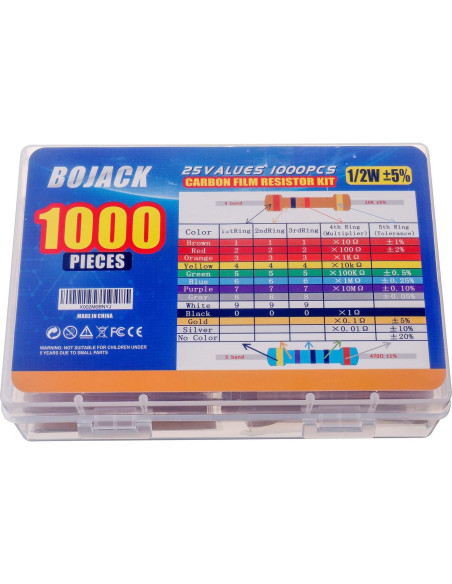 BOJACK
1000
PIECES
MADE IN CHINA
WARNING: NOT SUITABLE FOR CHILDREN UNDER
5 YEARS DUE TO SMALL PARTS
25VALUES 1000PCS
CARBON FILM RESISTOR KIT
1/2W ±5%
4 band
10K ±5%
Color 1stRing 2ndRing 3rdRing 4th Ring (Multiplier) 5th Ring (Tolerance)
Brown 1 1 1 ×10Ω ±1%
Red 2 2 2 ×100Ω ±2%
Orange 3 3 3 ×1KΩ
Yellow 4 4 4 ×10kΩ
Green 5 5 5 ×100KΩ ±0.5%
Blue 6 6 6 ×1MΩ ±0.25%
Purple 7 7 7 ×10MΩ ±0.10%
Gray 8 8 8 ±0.05%
White 9 9 9
Black 0 0 0 ×1Ω
Gold ×0.1Ω ±5%
Silver ×0.01Ω ±10%
No Color ±20%
5 band
470Ω ±1%